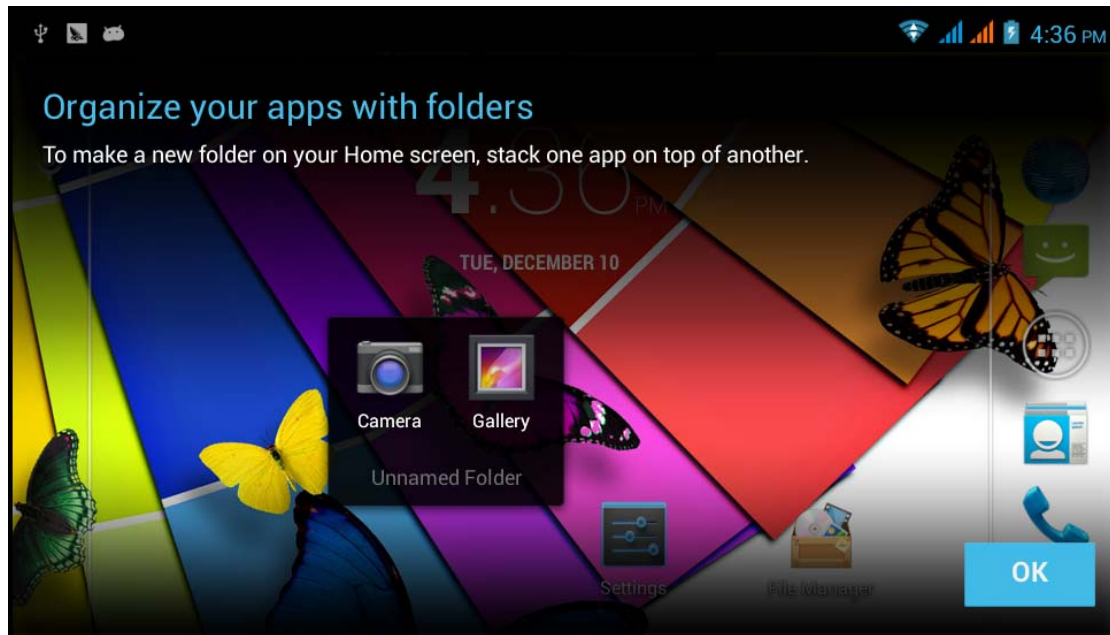 4:36 PM
Organize your apps with folders
To make a new folder on your Home screen, stack one app on top of another.
4:36
PM
TUE, DECEMBER 10
Camera
Gallery
Unnamed Folder
Settings
File Manager
OK